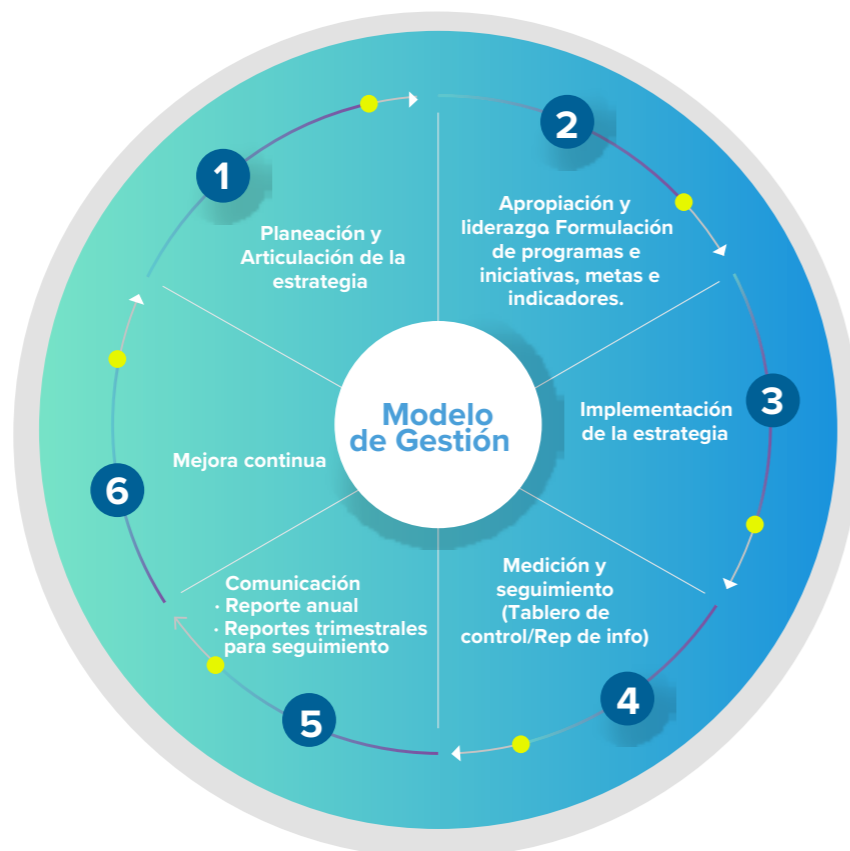 1
Planeación y
Articulación de la
estrategia
2
Apropiación y
liderazgo Formulación
de programas e
iniciativas, metas e
indicadores.
3
Implementación
de la estrategia
4
Medición y
seguimiento
(Tablero de
control/Rep de info)
5
Comunicación
· Reporte anual
· Reportes trimestrales
para seguimiento
6
Mejora continua
Modelo
de Gestión